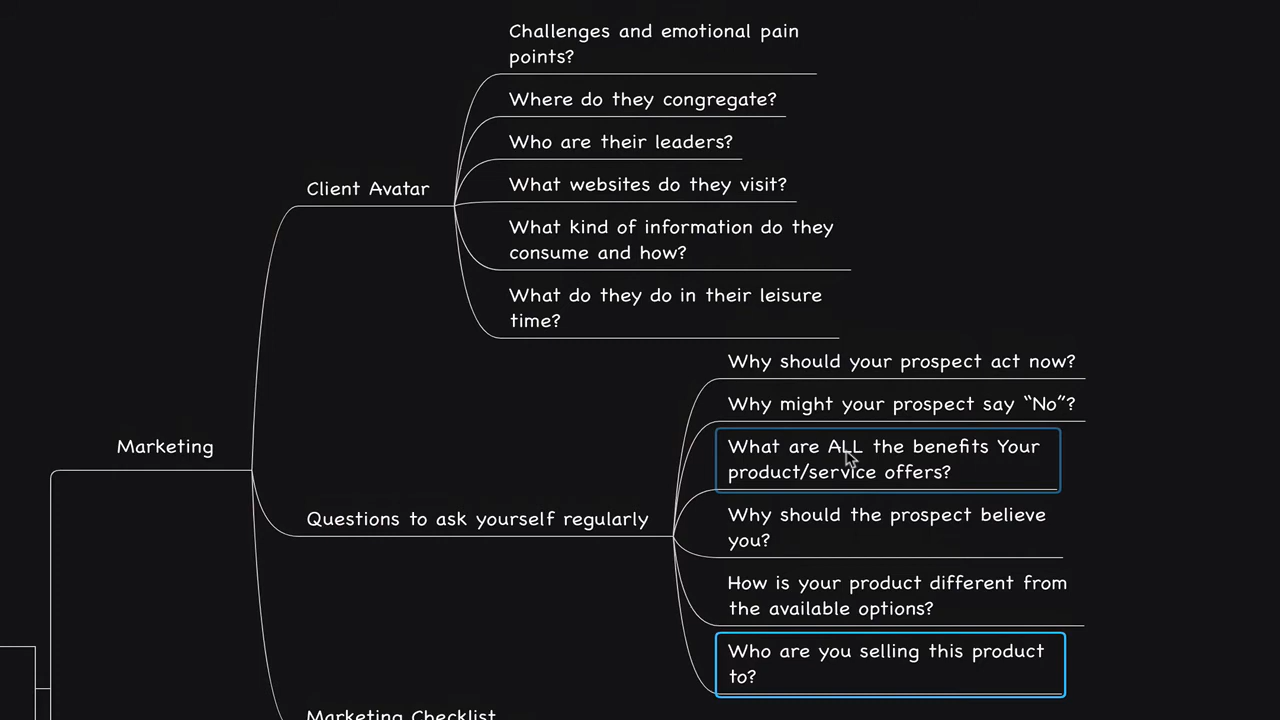 Challenges and emotional pain
points?
Where do they congregate?
Who are their leaders?
What websites do they visit?
Client Avatar
What kind of information do they
consume and how?
What do they do in their leisure
time?
Why should your prospect act now?
Why might your prospect say “No”?
Marketing
What are ALL the benefits Your
product/service offers?
Questions to ask yourself regularly
Why should the prospect believe
you?
How is your product different from
the available options?
Who are you selling this product
to?
Marketing Checklist